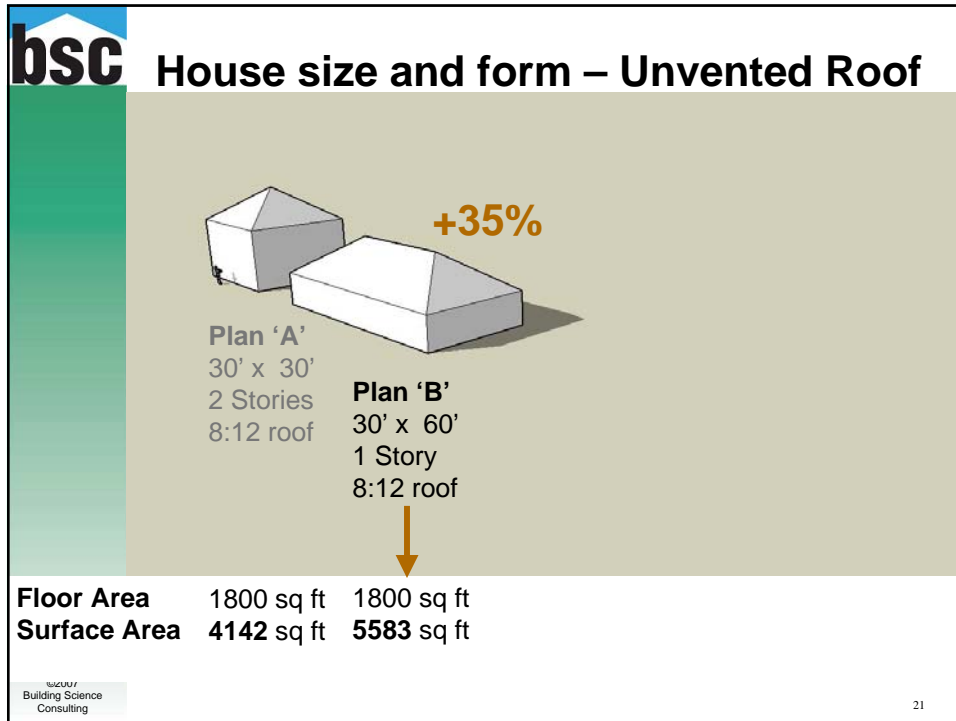 bsc
House size and form – Unvented Roof
+35%
Plan ‘A’
30’ x 30’
2 Stories
8:12 roof
Plan ‘B’
30’ x 60’
1 Story
8:12 roof
Floor Area 1800 sq ft 1800 sq ft
Surface Area 4142 sq ft 5583 sq ft
©2007
Building Science
Consulting
21